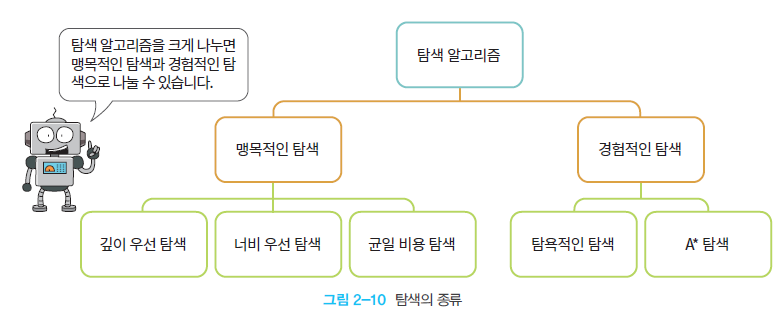 탐색 알고리즘을 크게 나누면
맹목적인 탐색과 경험적인 탐
색으로 나눌 수 있습니다.
탐색 알고리즘
맹목적인 탐색
경험적인 탐색
깊이 우선 탐색
너비 우선 탐색
균일 비용 탐색
탐욕적인 탐색
A* 탐색
그림 2-10 탐색의 종류